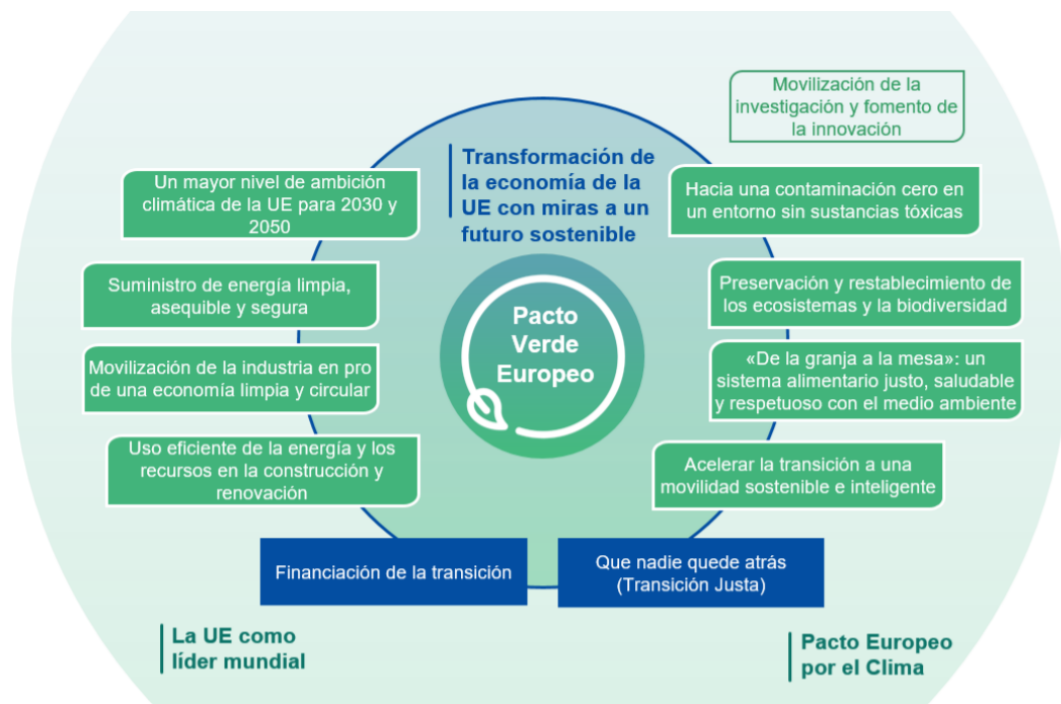 Movilización de la
investigación y fomento de
la innovación
Transformación de
la economía de la
UE con miras a un
futuro sostenible
Un mayor nivel de ambición
climática de la UE para 2030 y
2050
Hacia una contaminación cero en
un entorno sin sustancias tóxicas
Suministro de energía limpia,
asequible y segura
Preservación y restablecimiento de
los ecosistemas y la biodiversidad
Pacto
Verde
Europeo
Movilización de la industria en pro
de una economía limpia y circular
«De la granja a la mesa»: un
sistema alimentario justo, saludable
y respetuoso con el medio ambiente
Uso eficiente de la energía y los
recursos en la construcción y
renovación
Acelerar la transición a una
movilidad sostenible e inteligente
Financiación de la transición
Que nadie quede atrás
(Transición Justa)
La UE como
líder mundial
Pacto Europeo
por el Clima